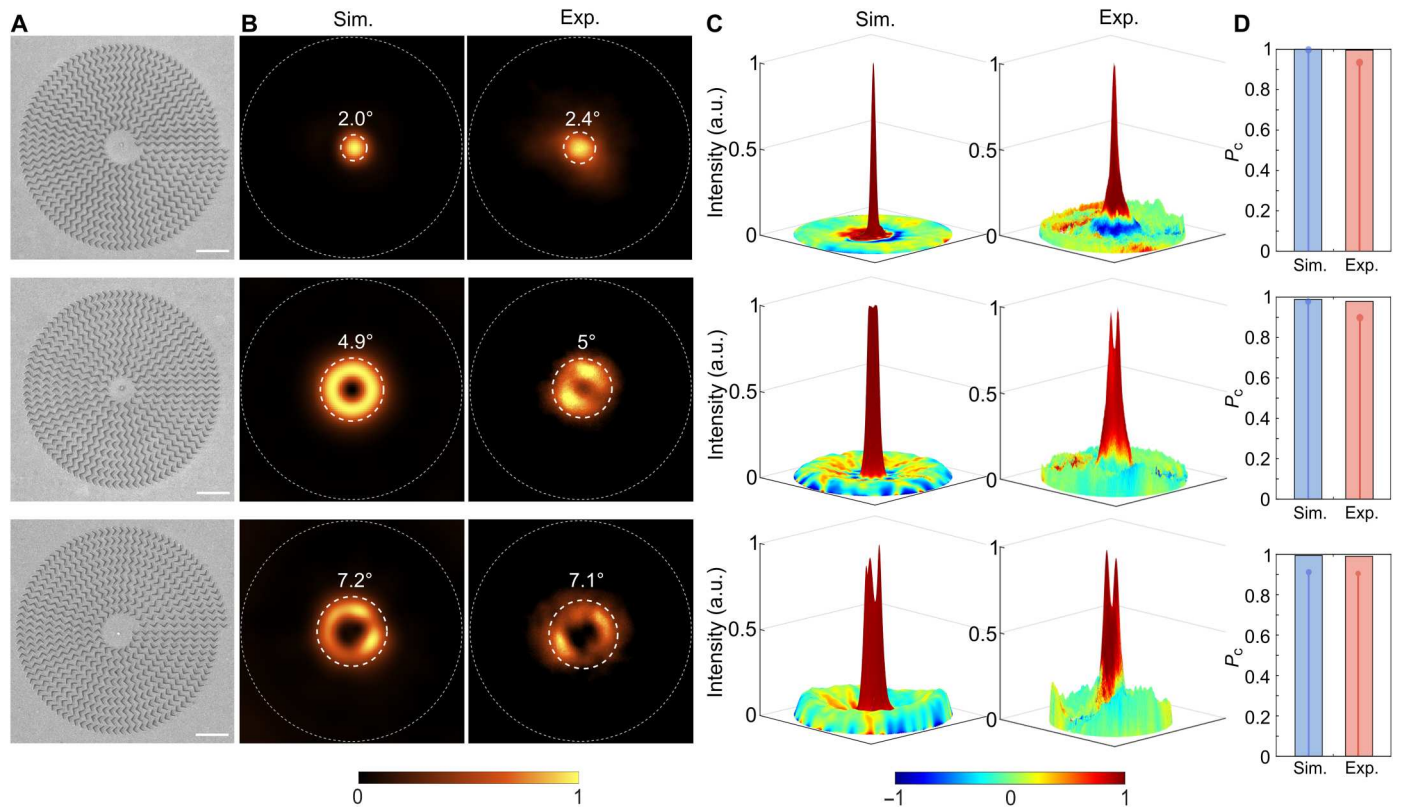 A B Sim. Exp. C Sim. Exp. D
2.0° 2.4°
Intensity (a.u.) 1 0.5 0
1 0.5 0
P_c 1 0.8 0.6 0.4 0.2 0
Sim. Exp.
4.9° 5°
Intensity (a.u.) 1 0.5 0
1 0.5 0
P_c 1 0.8 0.6 0.4 0.2 0
Sim. Exp.
7.2° 7.1°
Intensity (a.u.) 1 0.5 0
1 0.5 0
P_c 1 0.8 0.6 0.4 0.2 0
Sim. Exp.
0 1
−1 0 1